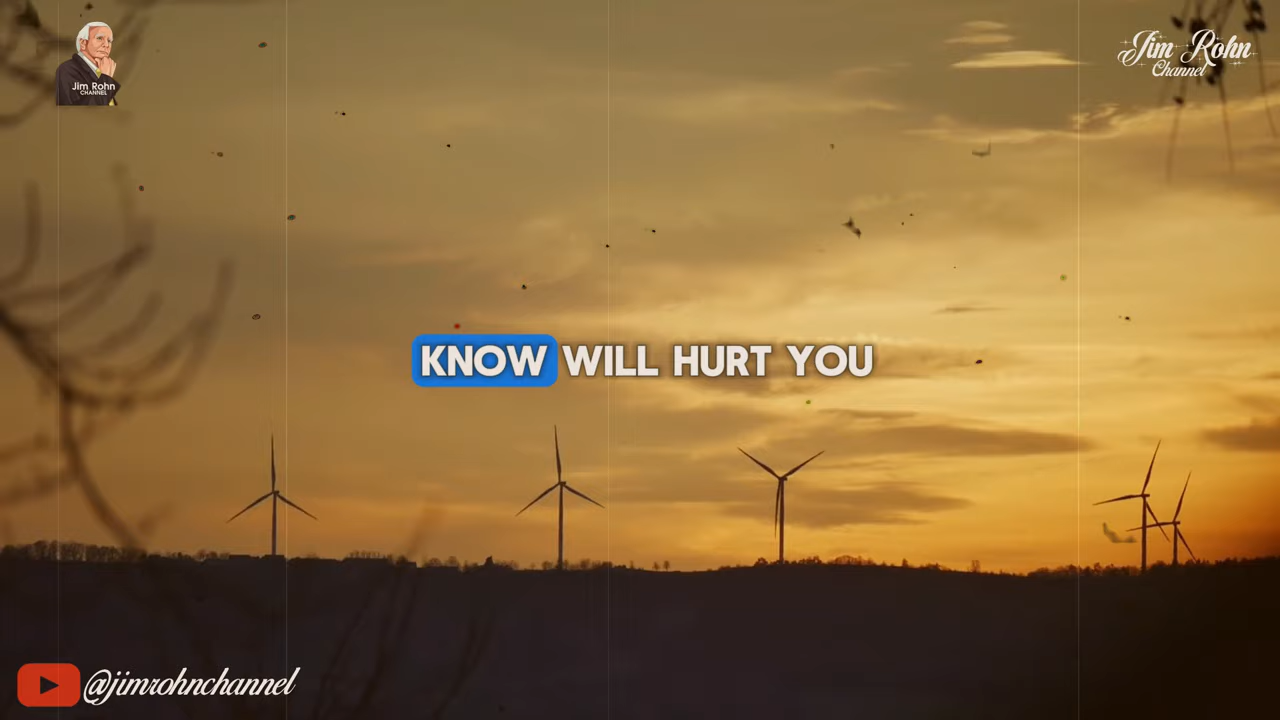 Jim Rohn
CHANNEL
Jim Rohn
Channel
KNOW WILL HURT YOU
@jimrohnchannel